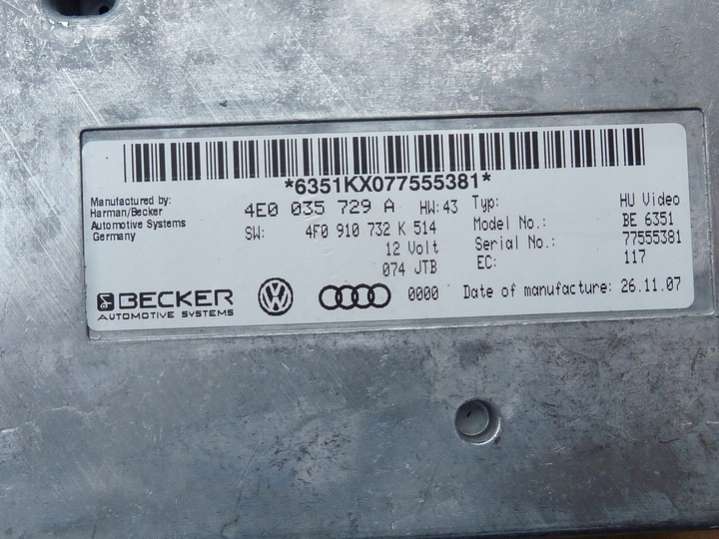 *6351KX077555381*
Manufactured by:
Harman/Becker
Automotive Systems
Germany
4E0 035 729 A HW: 43
SW: 4F0 910 732 K 514
12 Volt
074 JTB
Typ: HU Video
Model No.: BE 6351
Serial No.: 77555381
EC: 117
BECKER
AUTOMOTIVE SYSTEMS
0000 Date of manufacture: 26.11.07